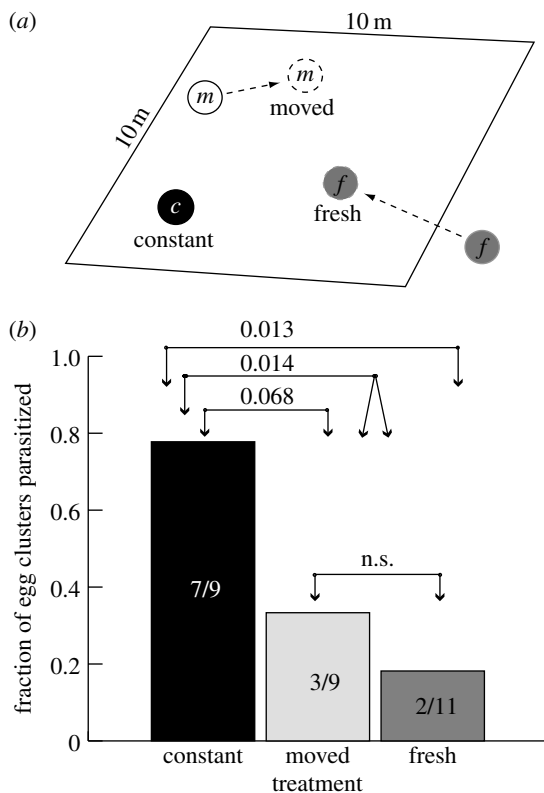 (a)
10 m
10 m
m
m
moved
f
fresh
c
constant
f
(b)
0.013
1.0
0.014
0.068
0.8
0.6
n.s.
7/9
0.4
3/9
0.2
2/11
0
fraction of egg clusters parasitized
constant moved fresh
treatment